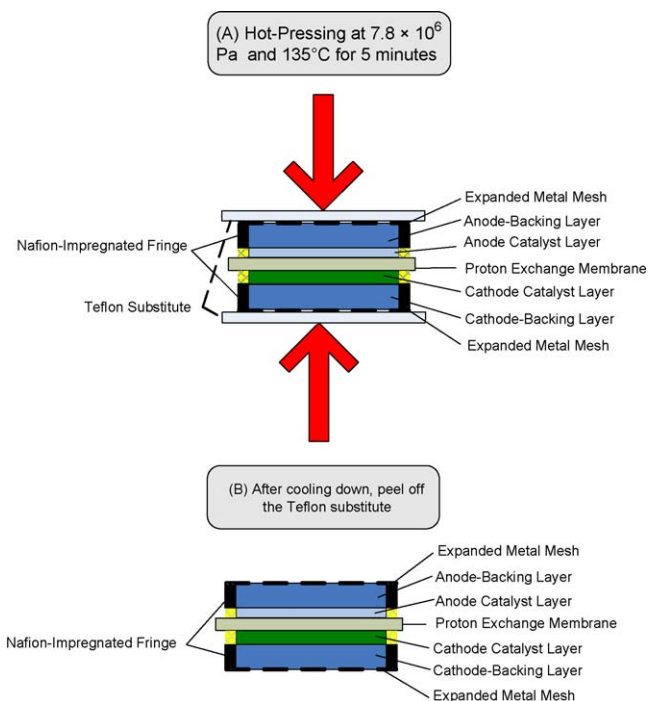 (A) Hot-Pressing at 7.8 × 10⁶
Pa and 135°C for 5 minutes
Expanded Metal Mesh
Anode-Backing Layer
Nafion-Impregnated Fringe
Anode Catalyst Layer
Proton Exchange Membrane
Cathode Catalyst Layer
Teflon Substitute
Cathode-Backing Layer
Expanded Metal Mesh
(B) After cooling down, peel off
the Teflon substitute
Expanded Metal Mesh
Anode-Backing Layer
Anode Catalyst Layer
Proton Exchange Membrane
Nafion-Impregnated Fringe
Cathode Catalyst Layer
Cathode-Backing Layer
Expanded Metal Mesh